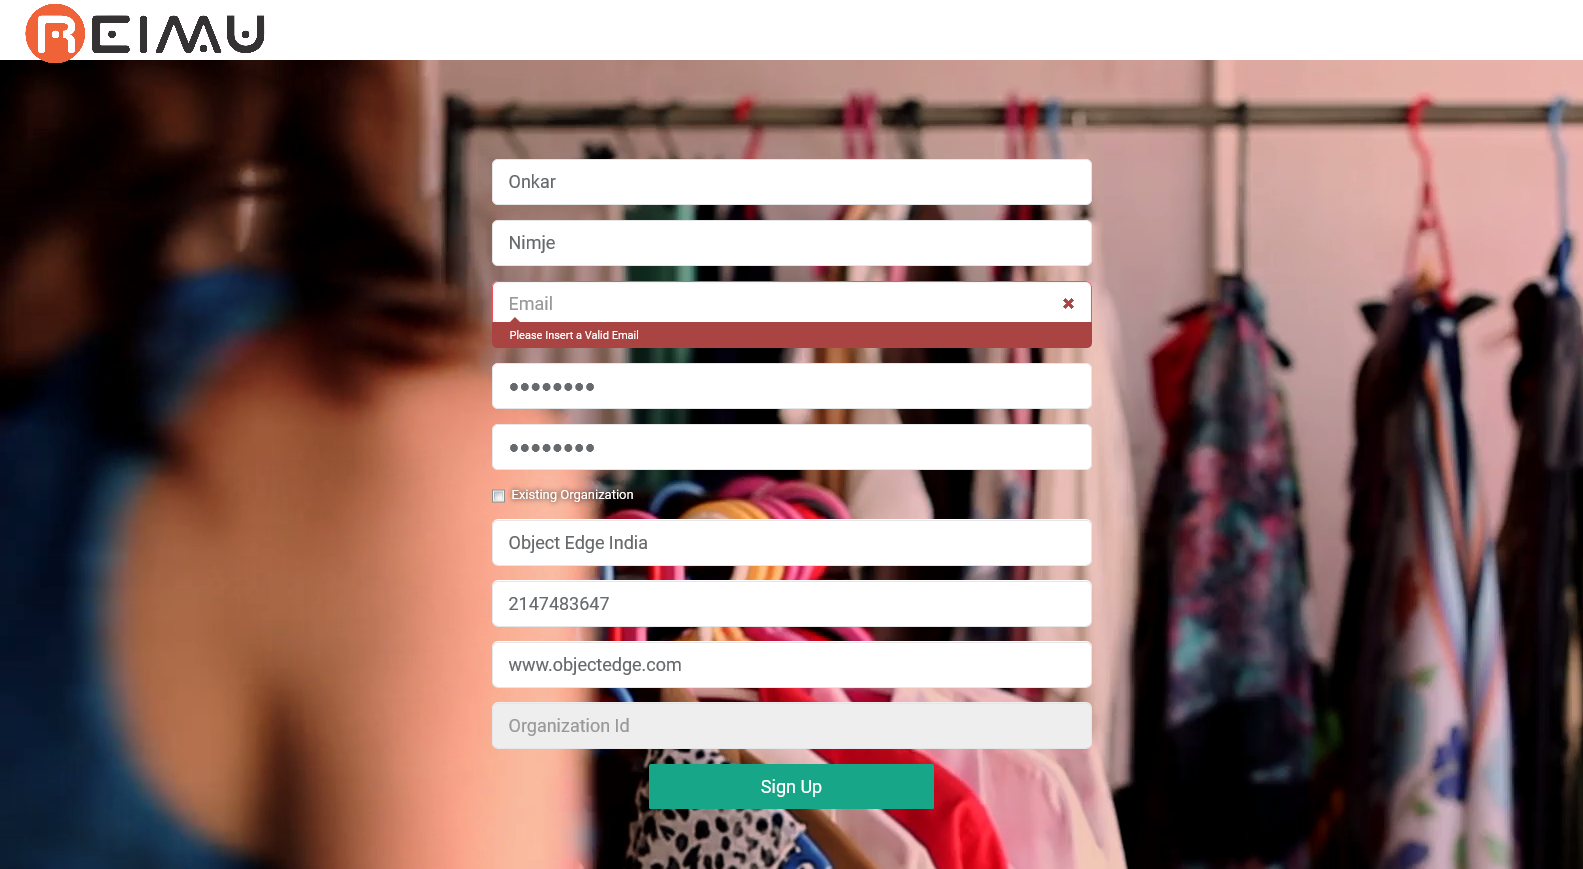 REIMU
Onkar
Nimje
Email
Please Insert a Valid Email
●●●●●●●●
●●●●●●●●
Existing Organization
Object Edge India
2147483647
www.objectedge.com
Organization Id
Sign Up